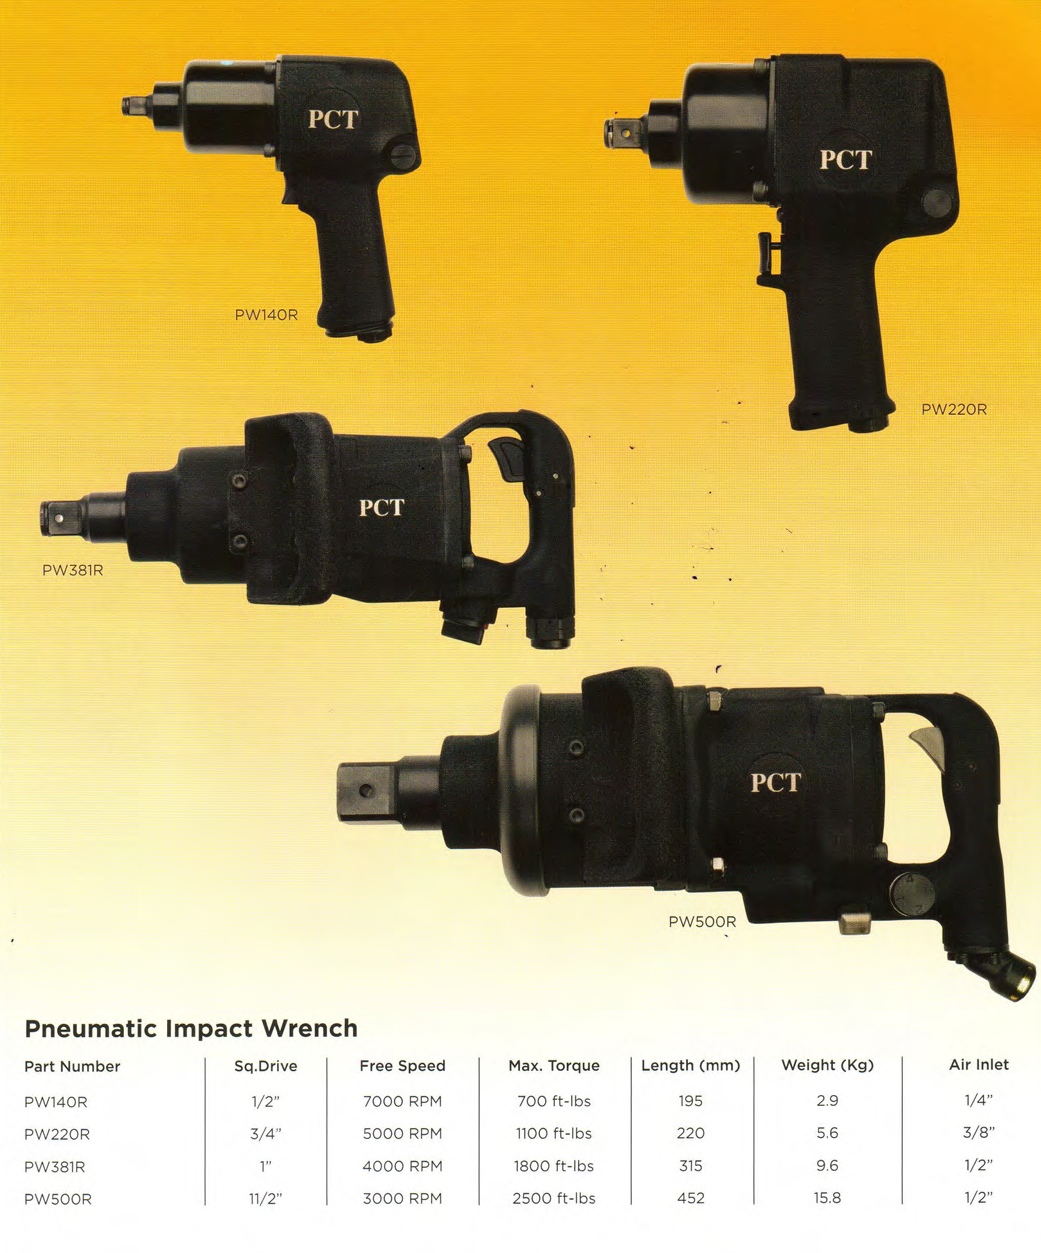 PCT
PCT
PW140R
PW220R
PCT
PW381R
PCT
PW500R
Pneumatic Impact Wrench
Part Number Sq.Drive Free Speed Max. Torque Length (mm) Weight (Kg) Air Inlet
PW140R 1/2" 7000 RPM 700 ft-lbs 195 2.9 1/4"
PW220R 3/4" 5000 RPM 1100 ft-lbs 220 5.6 3/8"
PW381R 1" 4000 RPM 1800 ft-lbs 315 9.6 1/2"
PW500R 11/2" 3000 RPM 2500 ft-lbs 452 15.8 1/2"